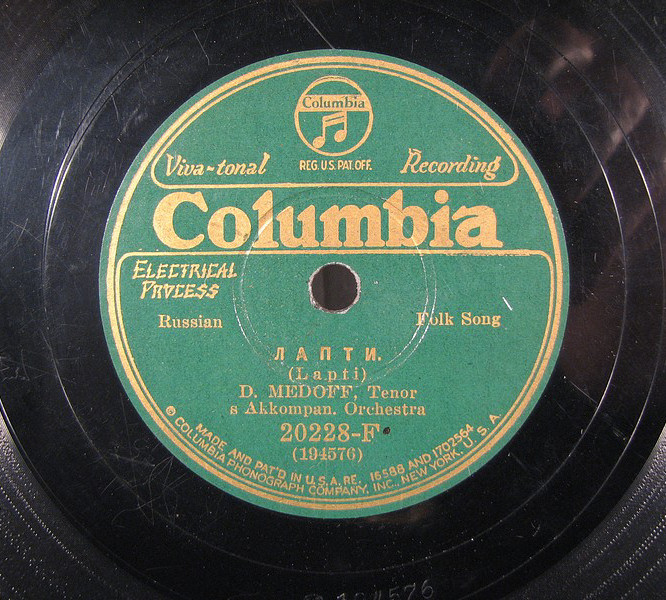 Columbia
REG. U.S. PAT. OFF.
Viva-tonal Recording
Columbia
ELECTRICAL
PROCESS
Russian Folk Song
ЛАПТИ.
(Lapti)
D. MEDOFF, Tenor
s Akkompan. Orchestra
20228-F
(194576)
MADE AND PAT'D IN U.S.A. RE. 16588 AND 1702564
© COLUMBIA PHONOGRAPH COMPANY, INC., NEW YORK, U.S.A.
194576